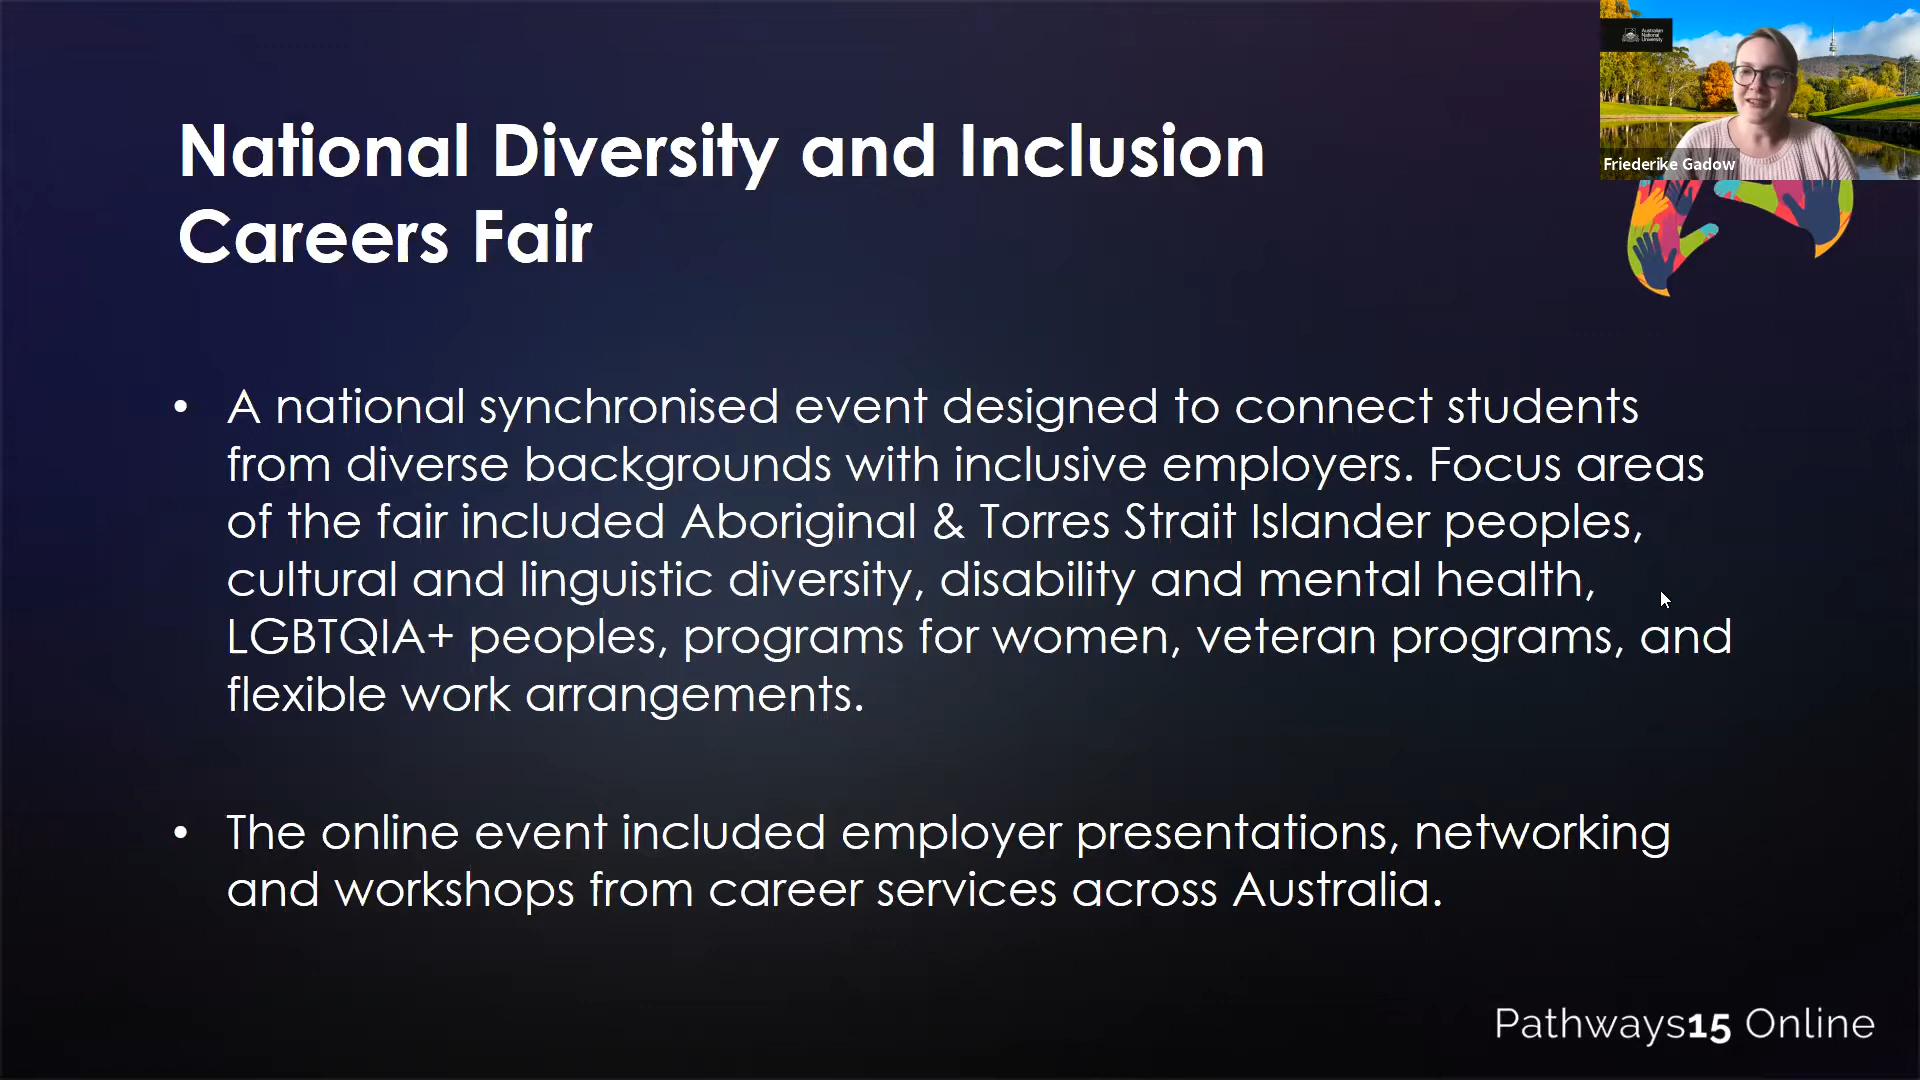 Australian
National
University
Friederike Gadow
National Diversity and Inclusion
Careers Fair
• A national synchronised event designed to connect students
from diverse backgrounds with inclusive employers. Focus areas
of the fair included Aboriginal & Torres Strait Islander peoples,
cultural and linguistic diversity, disability and mental health,
LGBTQIA+ peoples, programs for women, veteran programs, and
flexible work arrangements.
• The online event included employer presentations, networking
and workshops from career services across Australia.
Pathways15 Online